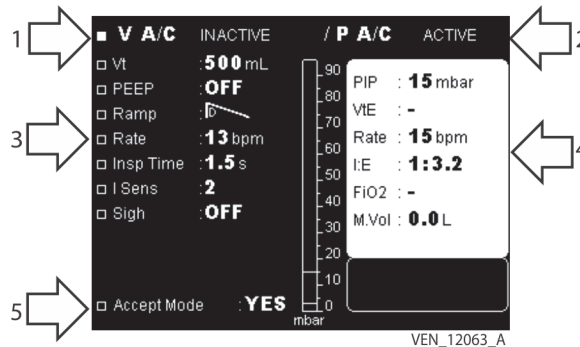 1 V A/C INACTIVE / P A/C ACTIVE 2
Vt :500 mL
PEEP :OFF
Ramp : D
3 Rate :13 bpm
Insp Time :1.5 s
I Sens :2
Sigh :OFF
5 Accept Mode :YES
90
80
70
60
50
40
30
20
10
0
mbar
PIP : 15 mbar
VtE : -
Rate : 15 bpm
I:E : 1:3.2 4
FiO2 : -
M.Vol : 0.0 L
VEN_12063_A